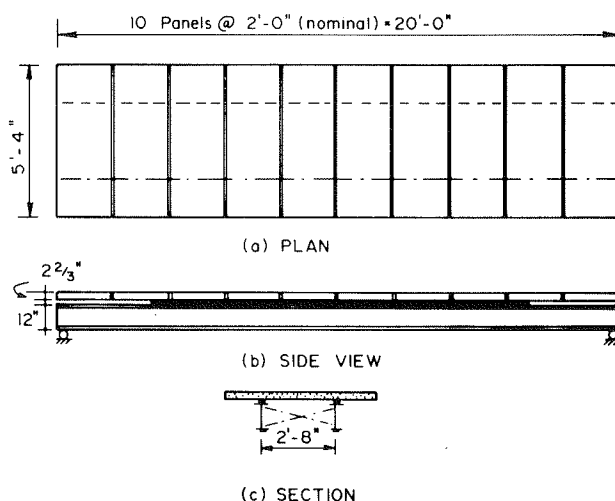 10 Panels @ 2'-0" (nominal) = 20'-0"
5'-4"
(a) PLAN
2 2/3"
12"
(b) SIDE VIEW
2'-8"
(c) SECTION